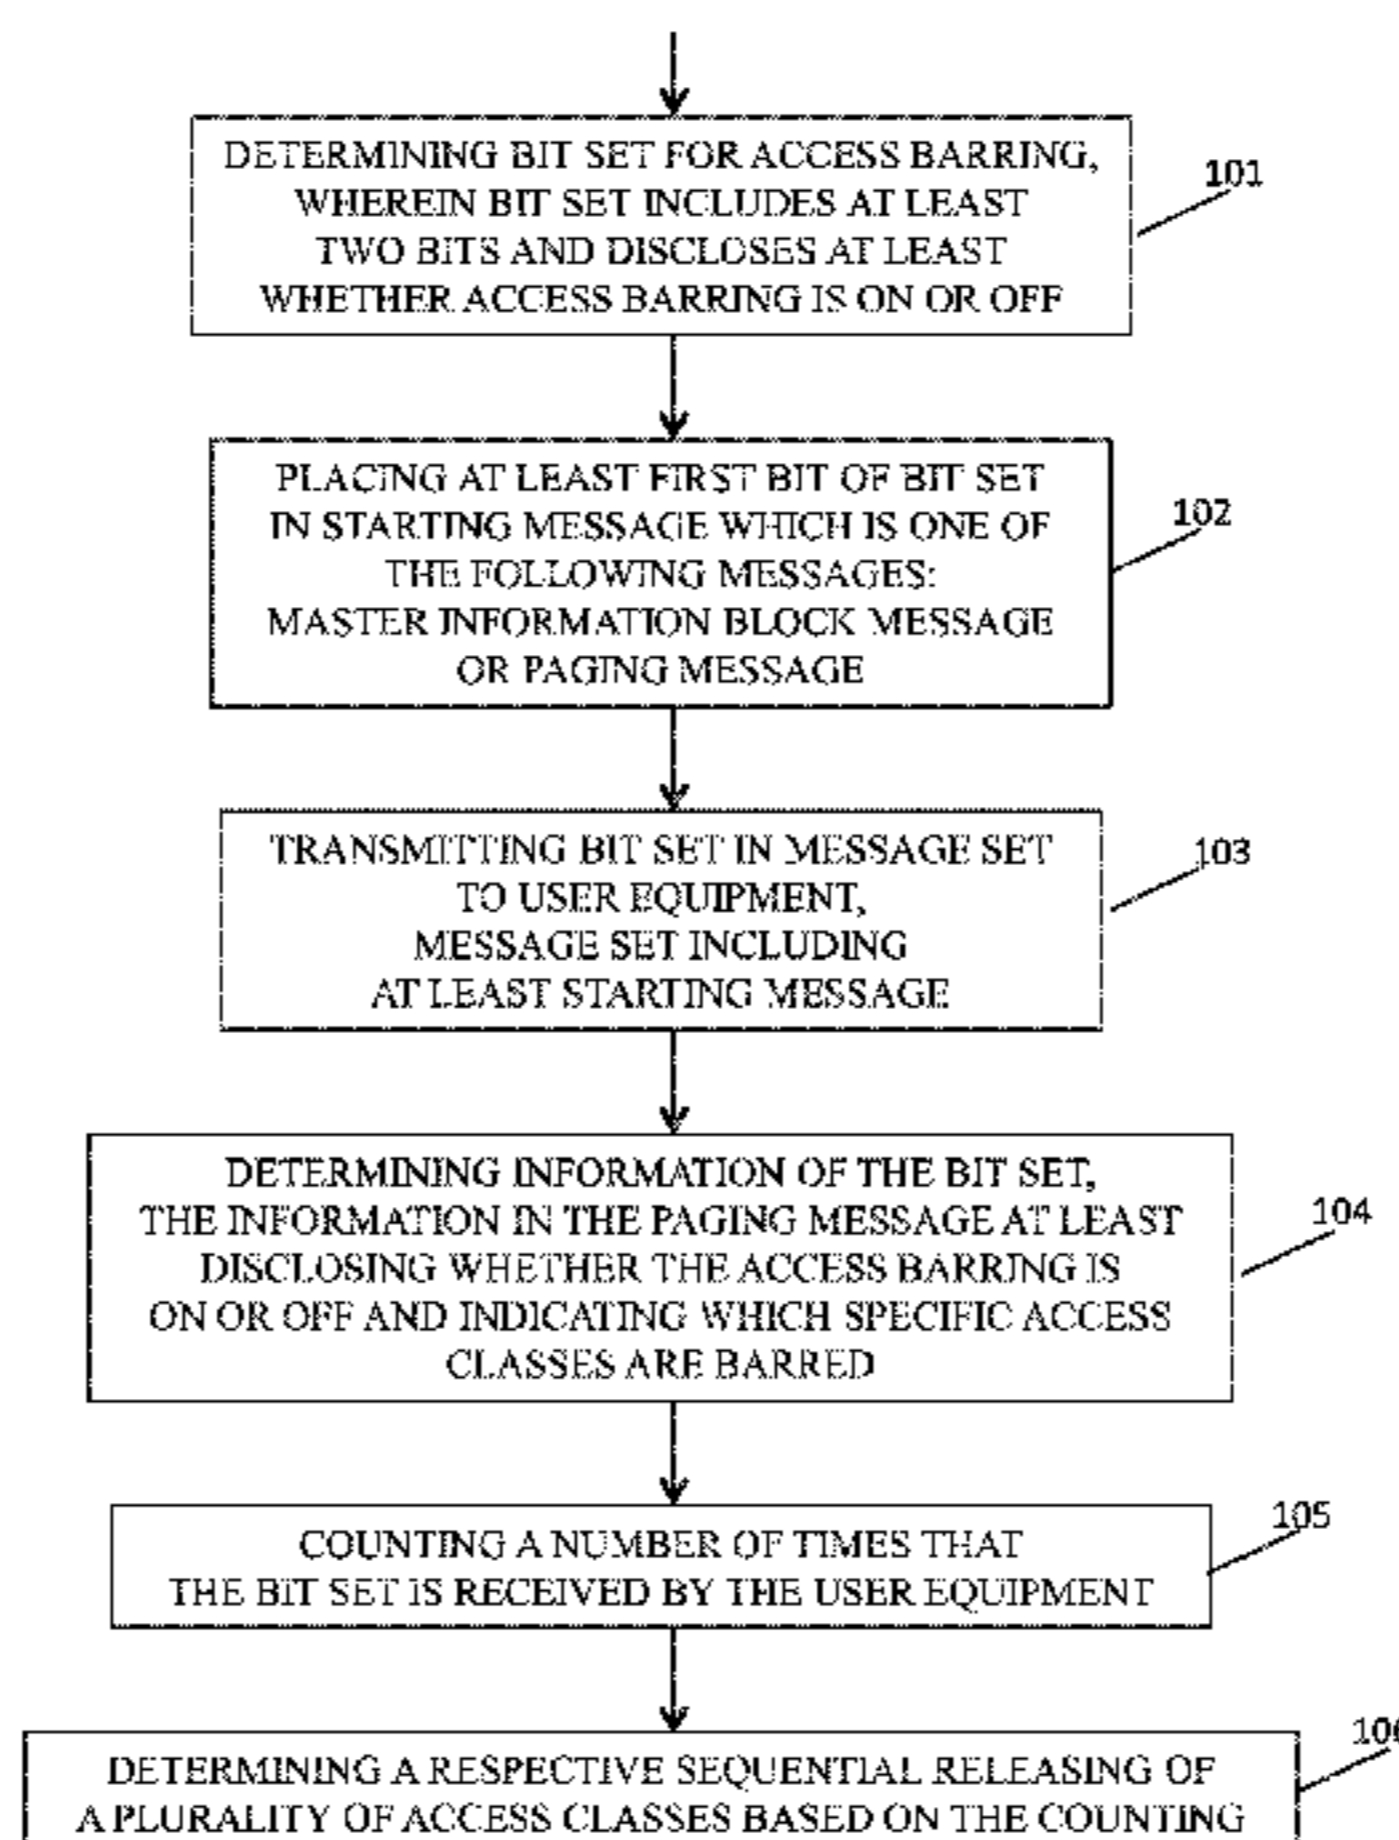 DETERMINING BIT SET FOR ACCESS BARRING,
WHEREIN BIT SET INCLUDES AT LEAST
TWO BITS AND DISCLOSES AT LEAST
WHETHER ACCESS BARRING IS ON OR OFF
101
PLACING AT LEAST FIRST BIT OF BIT SET
IN STARTING MESSAGE WHICH IS ONE OF
THE FOLLOWING MESSAGES:
MASTER INFORMATION BLOCK MESSAGE
OR PAGING MESSAGE
102
TRANSMITTING BIT SET IN MESSAGE SET
TO USER EQUIPMENT,
MESSAGE SET INCLUDING
AT LEAST STARTING MESSAGE
103
DETERMINING INFORMATION OF THE BIT SET,
THE INFORMATION IN THE PAGING MESSAGE AT LEAST
DISCLOSING WHETHER THE ACCESS BARRING IS
ON OR OFF AND INDICATING WHICH SPECIFIC ACCESS
CLASSES ARE BARRED
104
COUNTING A NUMBER OF TIMES THAT
THE BIT SET IS RECEIVED BY THE USER EQUIPMENT
105
DETERMINING A RESPECTIVE SEQUENTIAL RELEASING OF
A PLURALITY OF ACCESS CLASSES BASED ON THE COUNTING